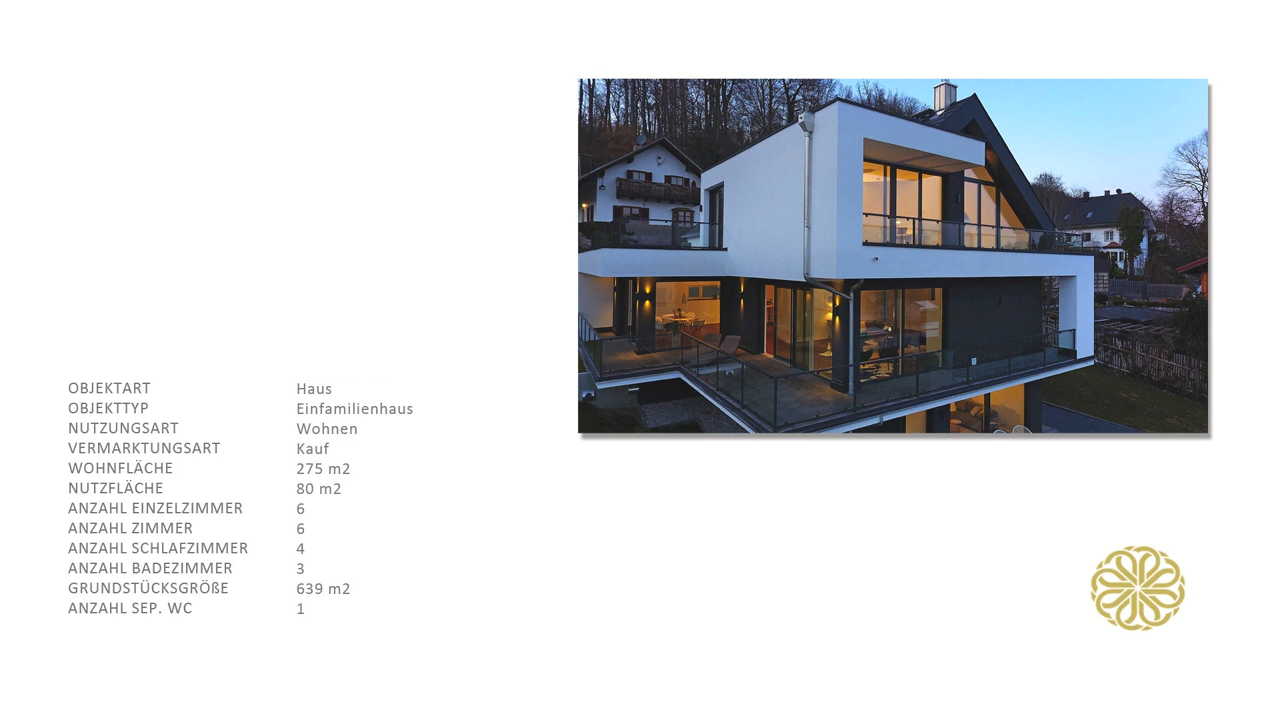 OBJEKTART Haus
OBJEKTTYP Einfamilienhaus
NUTZUNGSART Wohnen
VERMARKTUNGSART Kauf
WOHNFLÄCHE 275 m2
NUTZFLÄCHE 80 m2
ANZAHL EINZELZIMMER 6
ANZAHL ZIMMER 6
ANZAHL SCHLAFZIMMER 4
ANZAHL BADEZIMMER 3
GRUNDSTÜCKSGRÖßE 639 m2
ANZAHL SEP. WC 1